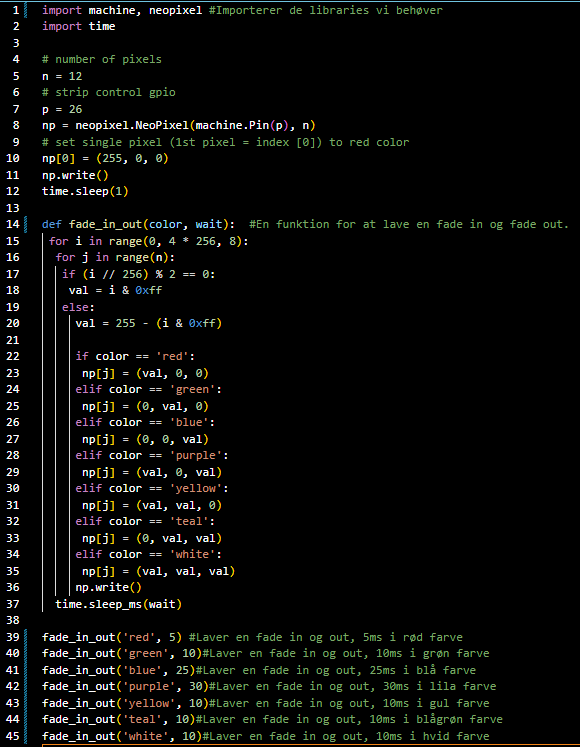 1 import machine, neopixel #Importerer de libraries vi behøver
2 import time
3
4 # number of pixels
5 n = 12
6 # strip control gpio
7 p = 26
8 np = neopixel.NeoPixel(machine.Pin(p), n)
9 # set single pixel (1st pixel = index [0]) to red color
10 np[0] = (255, 0, 0)
11 np.write()
12 time.sleep(1)
13
14 def fade_in_out(color, wait):  #En funktion for at lave en fade in og fade out.
15  for i in range(0, 4 * 256, 8):
16   for j in range(n):
17    if (i // 256) % 2 == 0:
18     val = i & 0xff
19    else:
20      val = 255 - (i & 0xff)
21
22      if color == 'red':
23       np[j] = (val, 0, 0)
24      elif color == 'green':
25       np[j] = (0, val, 0)
26      elif color == 'blue':
27       np[j] = (0, 0, val)
28      elif color == 'purple':
29       np[j] = (val, 0, val)
30      elif color == 'yellow':
31       np[j] = (val, val, 0)
32      elif color == 'teal':
33       np[j] = (0, val, val)
34      elif color == 'white':
35       np[j] = (val, val, val)
36      np.write()
37   time.sleep_ms(wait)
38
39 fade_in_out('red', 5) #Laver en fade in og out, 5ms i rød farve
40 fade_in_out('green', 10)#Laver en fade in og out, 10ms i grøn farve
41 fade_in_out('blue', 25)#Laver en fade in og out, 25ms i blå farve
42 fade_in_out('purple', 30)#Laver en fade in og out, 30ms i lila farve
43 fade_in_out('yellow', 10)#Laver en fade in og out, 10ms i gul farve
44 fade_in_out('teal', 10)#Laver en fade in og out, 10ms i blågrøn farve
45 fade_in_out('white', 10)#Laver en fade in og out, 10ms i hvid farve